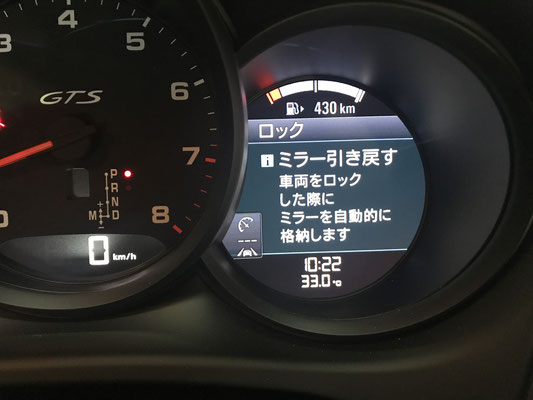 4
5
6
7
8
GTS
P
R
N
M D
+
0
km/h
430 km
ロック
ミラー引き戻す
車両をロック
した際に
ミラーを自動的に
格納します
10:22
33.0 °C